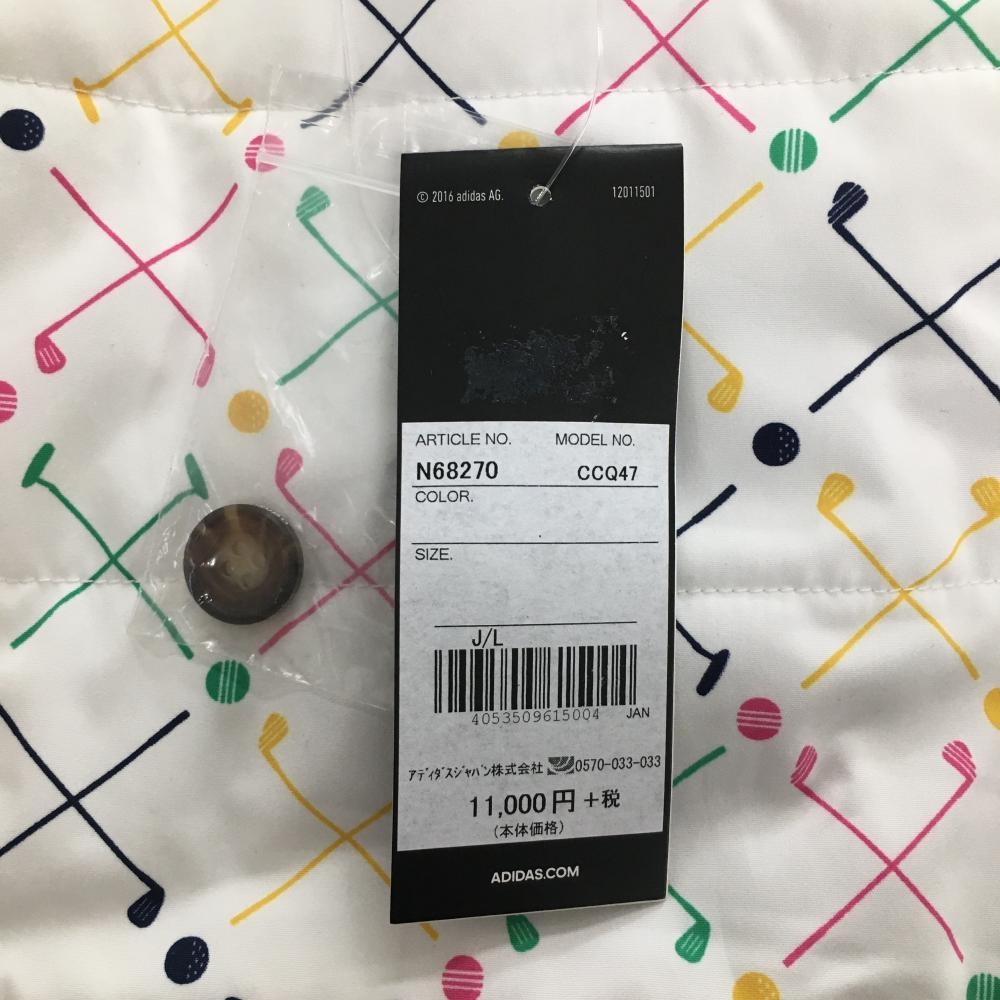 © 2016 adidas AG. 12011501
ARTICLE NO. MODEL NO.
N68270 CCQ47
COLOR.
SIZE.
J/L
4053509615004 JAN
アディダスジャパン株式会社 0570-033-033
11,000円+税
(本体価格)
ADIDAS.COM